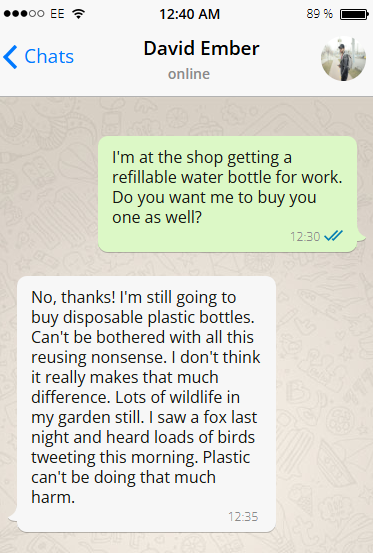 EE 12:40 AM 89 %
Chats David Ember
online
I'm at the shop getting a
refillable water bottle for work.
Do you want me to buy you
one as well?
12:30
No, thanks! I'm still going to
buy disposable plastic bottles.
Can't be bothered with all this
reusing nonsense. I don't think
it really makes that much
difference. Lots of wildlife in
my garden still. I saw a fox last
night and heard loads of birds
tweeting this morning. Plastic
can't be doing that much
harm.
12:35